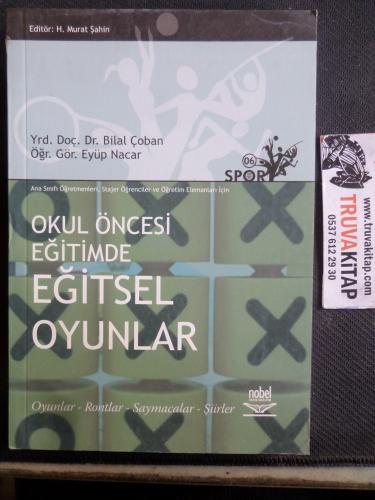 Editör: H. Murat Şahin
Yrd. Doç. Dr. Bilal Çoban
Öğr. Gör. Eyüp Nacar
06
SPOR
Ana Sınıfı Öğretmenleri, Stajer Öğrenciler ve Öğretim Elemanları İçin
OKUL ÖNCESİ
EĞİTİMDE
EĞİTSEL
OYUNLAR
Oyunlar - Rontlar - Saymacalar - Şiirler
nobel
www.truvakitap.com
0537 612 29 30
TRUVAKİTAP